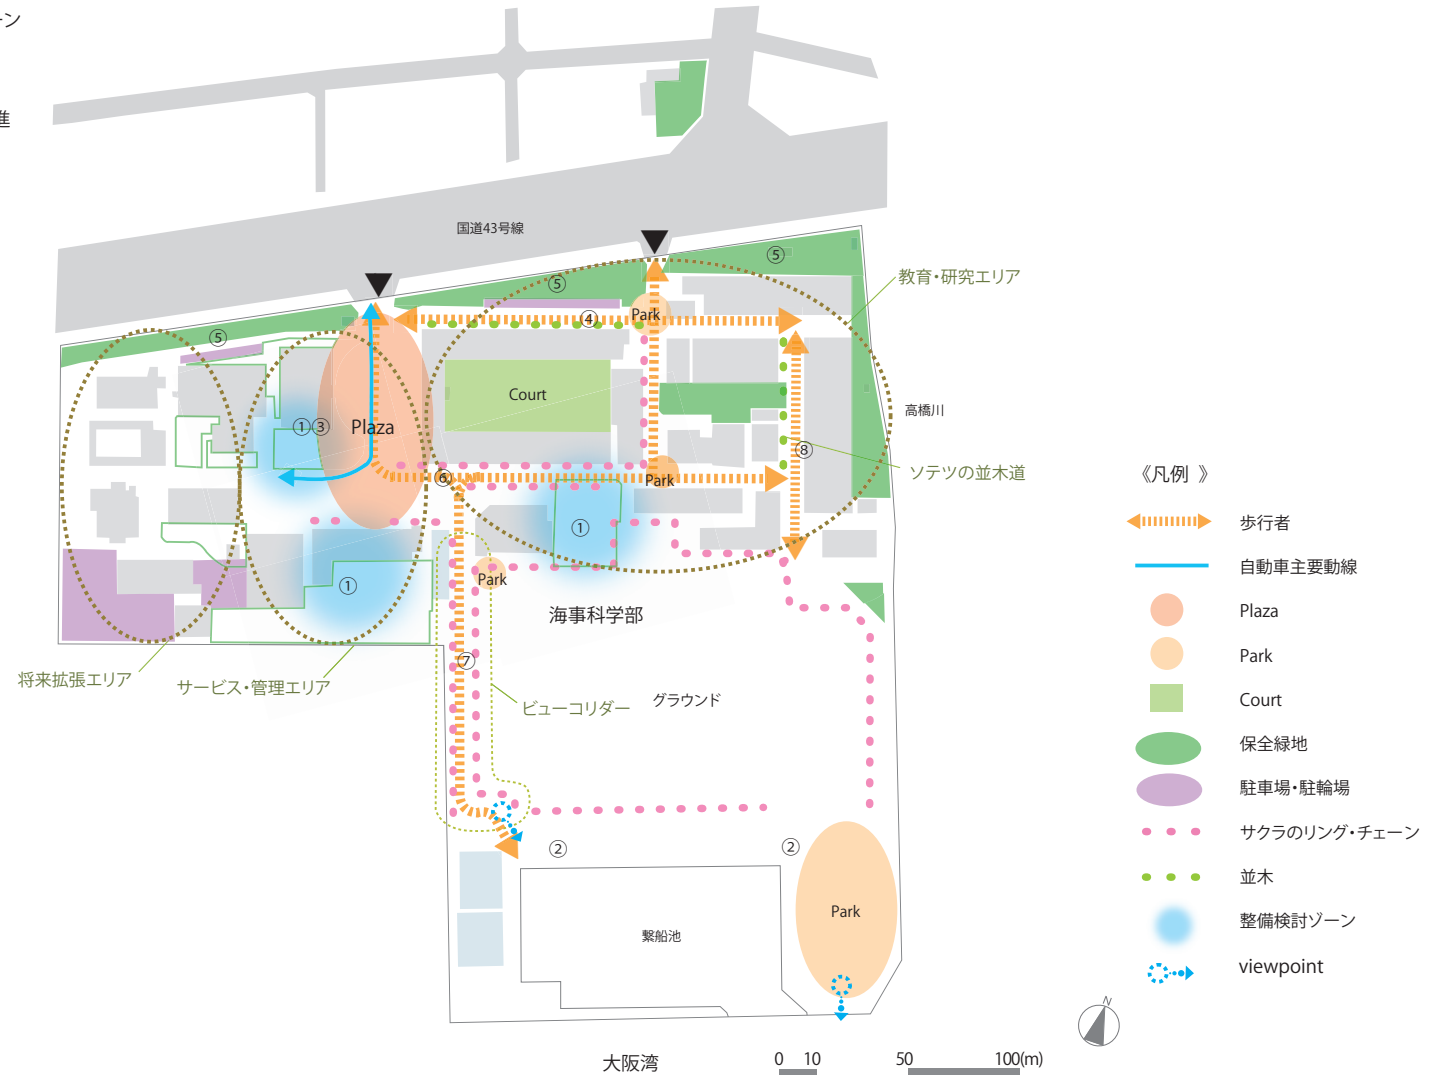 ーン
進
国道43号線
⑤
⑤
教育・研究エリア
Park
④
⑤
Court
高橋川
①③
Plaza
⑧
ソテツの並木道
⑥
Park
①
Park
①
海事科学部
⑦
将来拡張エリア
サービス・管理エリア
ビューコリダー
グラウンド
②
②
Park
繋船池
大阪湾
《凡例 》
歩行者
自動車主要動線
Plaza
Park
Court
保全緑地
駐車場・駐輪場
サクラのリング・チェーン
並木
整備検討ゾーン
viewpoint
N
0 10 50 100(m)